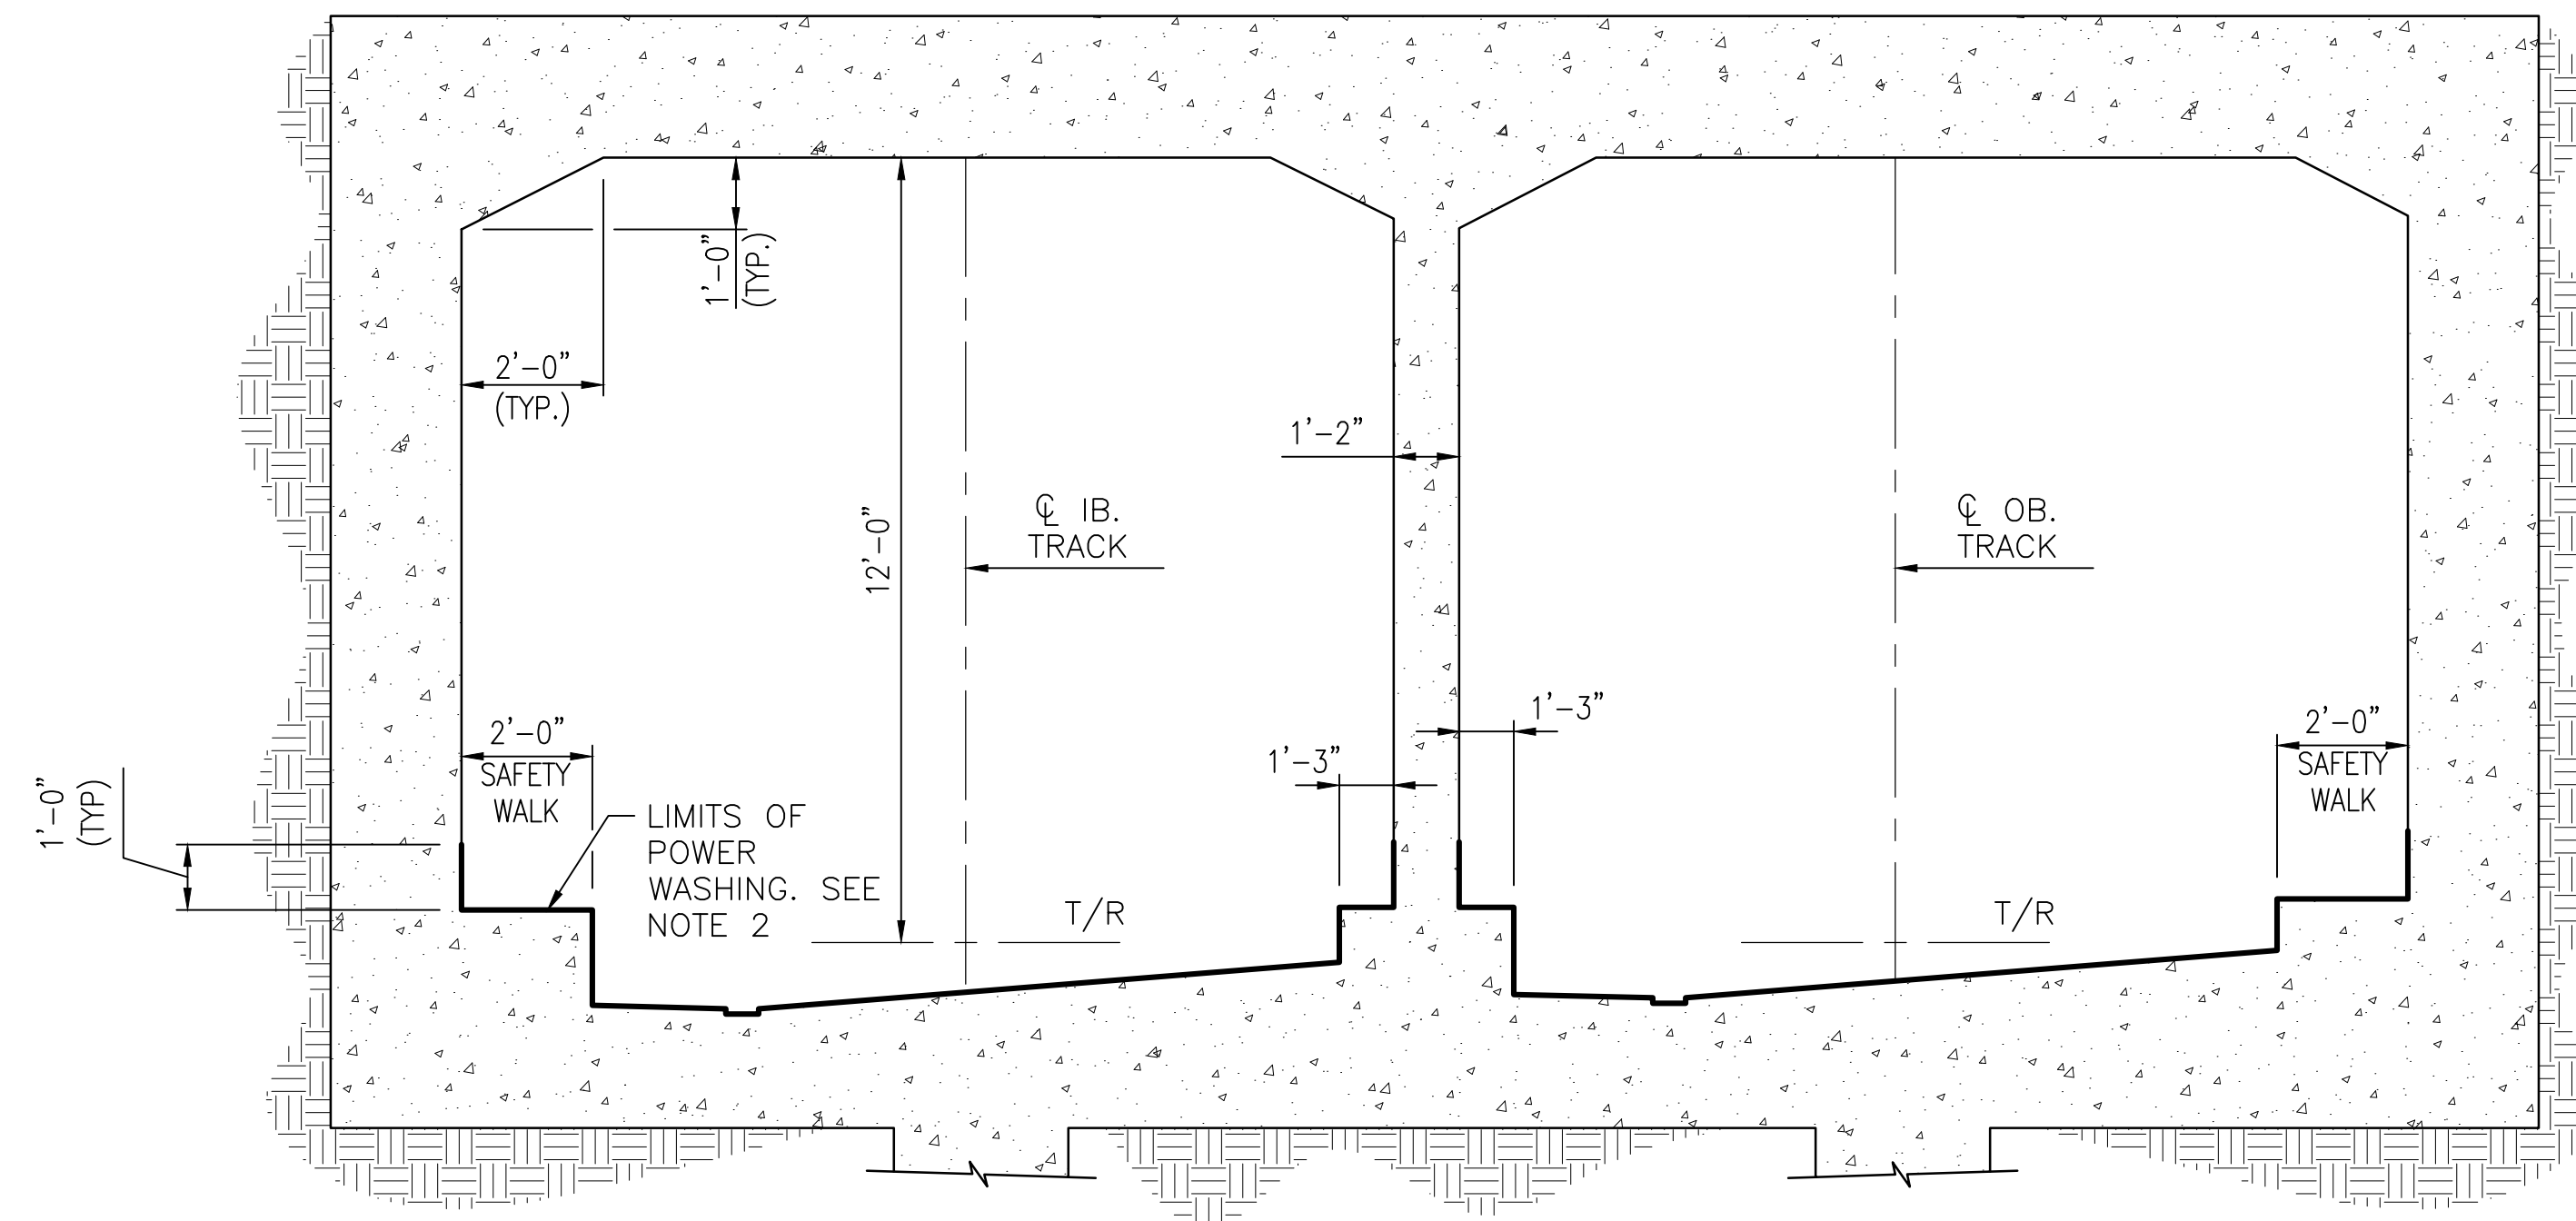 1'-0"
(TYP.)
2'-0"
(TYP.)
1'-2"
12'-0"
℄ IB.
TRACK
℄ OB.
TRACK
2'-0"
SAFETY
WALK
1'-3"
1'-3"
2'-0"
SAFETY
WALK
1'-0"
(TYP)
LIMITS OF
POWER
WASHING. SEE
NOTE 2
T/R
T/R